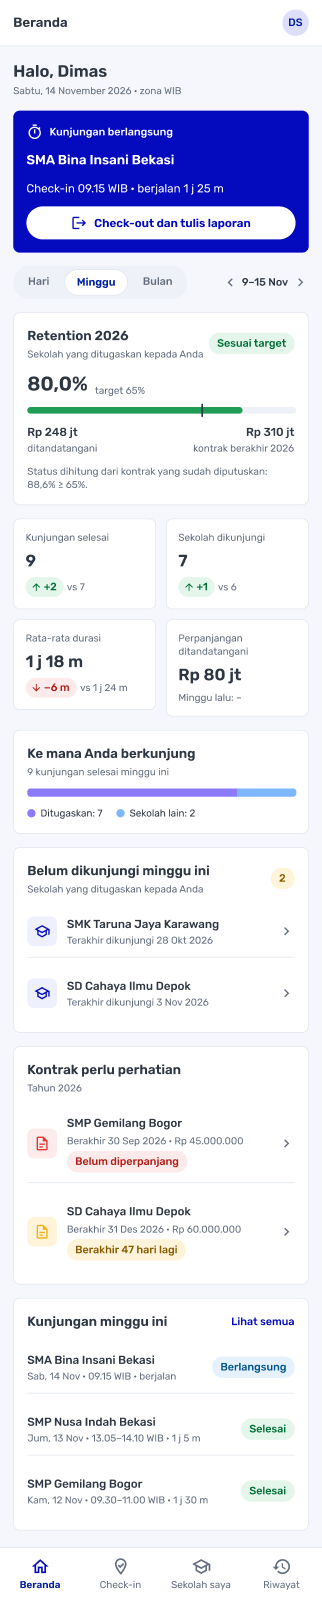 Beranda
DS
Halo, Dimas
Sabtu, 14 November 2026 • zona WIB
Kunjungan berlangsung
SMA Bina Insani Bekasi
Check-in 09.15 WIB • berjalan 1 j 25 m
Check-out dan tulis laporan
Hari
Minggu
Bulan
9–15 Nov
Retention 2026
Sekolah yang ditugaskan kepada Anda
Sesuai target
80,0% target 65%
Rp 248 jt
ditandatangani
Rp 310 jt
kontrak berakhir 2026
Status dihitung dari kontrak yang sudah diputuskan:
88,6% ≥ 65%.
Kunjungan selesai
9
+2 vs 7
Sekolah dikunjungi
7
+1 vs 6
Rata-rata durasi
1 j 18 m
−6 m vs 1 j 24 m
Perpanjangan
ditandatangani
Rp 80 jt
Minggu lalu: –
Ke mana Anda berkunjung
9 kunjungan selesai minggu ini
Ditugaskan: 7
Sekolah lain: 2
Belum dikunjungi minggu ini
Sekolah yang ditugaskan kepada Anda
2
SMK Taruna Jaya Karawang
Terakhir dikunjungi 28 Okt 2026
SD Cahaya Ilmu Depok
Terakhir dikunjungi 3 Nov 2026
Kontrak perlu perhatian
Tahun 2026
SMP Gemilang Bogor
Berakhir 30 Sep 2026 • Rp 45.000.000
Belum diperpanjang
SD Cahaya Ilmu Depok
Berakhir 31 Des 2026 • Rp 60.000.000
Berakhir 47 hari lagi
Kunjungan minggu ini
Lihat semua
SMA Bina Insani Bekasi
Sab, 14 Nov • 09.15 WIB • berjalan
Berlangsung
SMP Nusa Indah Bekasi
Jum, 13 Nov • 13.05–14.10 WIB • 1 j 5 m
Selesai
SMP Gemilang Bogor
Kam, 12 Nov • 09.30–11.00 WIB • 1 j 30 m
Selesai
Beranda
Check-in
Sekolah saya
Riwayat